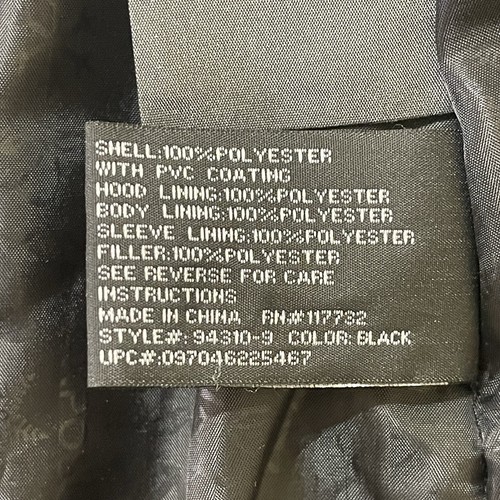 SHELL:100%POLYESTER
WITH PVC COATING
HOOD LINING:100%POLYESTER
BODY LINING:100%POLYESTER
SLEEVE LINING:100%POLYESTER
FILLER:100%POLYESTER
SEE REVERSE FOR CARE
INSTRUCTIONS
MADE IN CHINA RN#117732
STYLE#: 94310-9 COLOR: BLACK
UPC#:097046225467